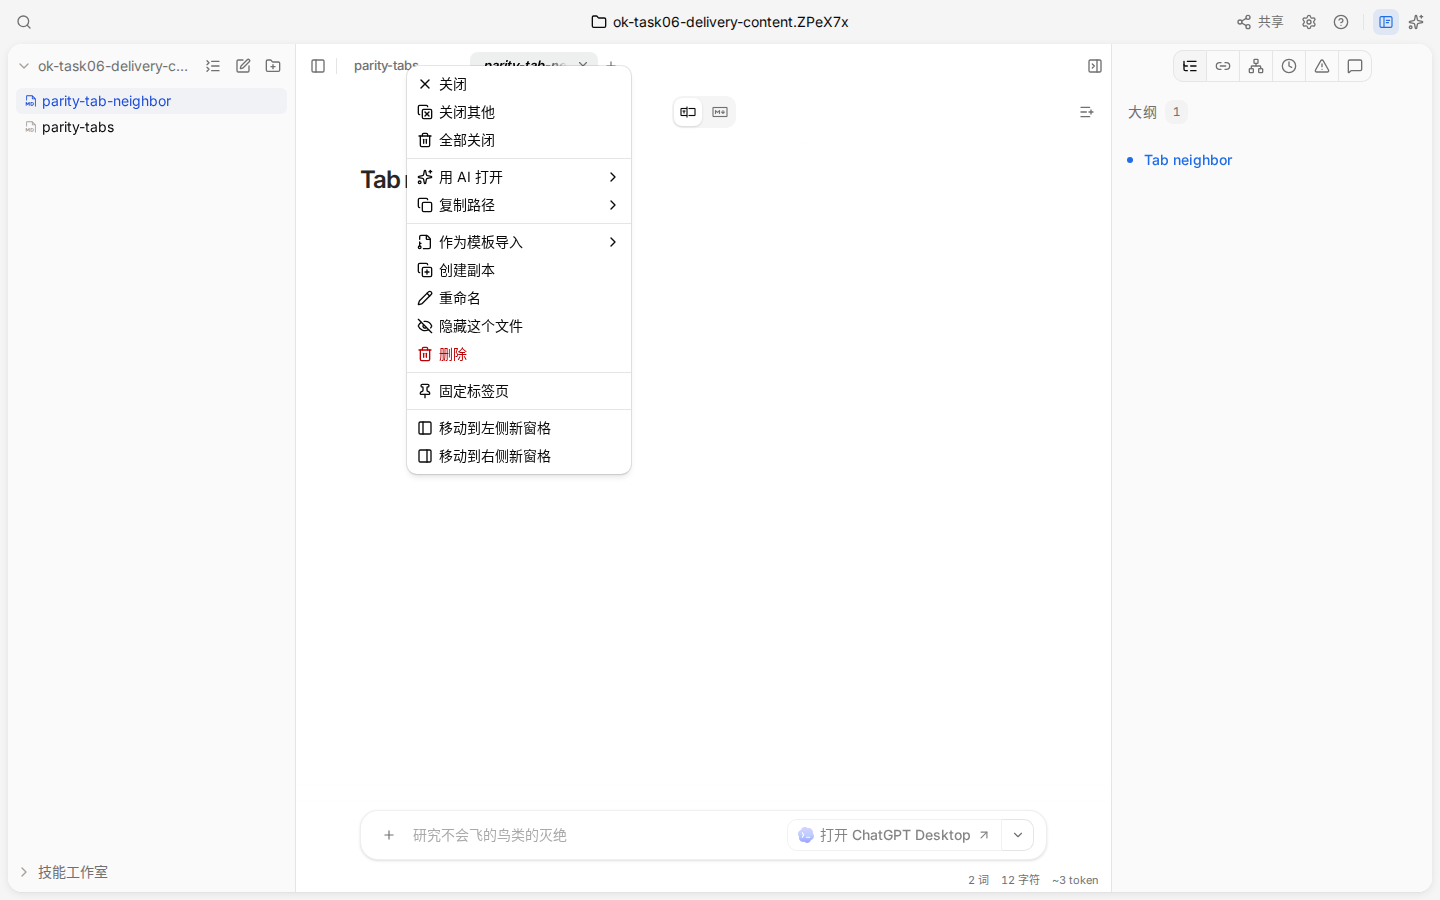 ok-task06-delivery-content.ZPeX7x
共享
ok-task06-delivery-c...
parity-tab-neighbor
parity-tabs
技能工作室
parity-tabs
parity-tab-ne
关闭
关闭其他
全部关闭
用 AI 打开
复制路径
作为模板导入
创建副本
重命名
隐藏这个文件
删除
固定标签页
移动到左侧新窗格
移动到右侧新窗格
Tab
研究不会飞的鸟类的灭绝
打开 ChatGPT Desktop
2 词 12 字符 ~3 token
大纲 1
Tab neighbor